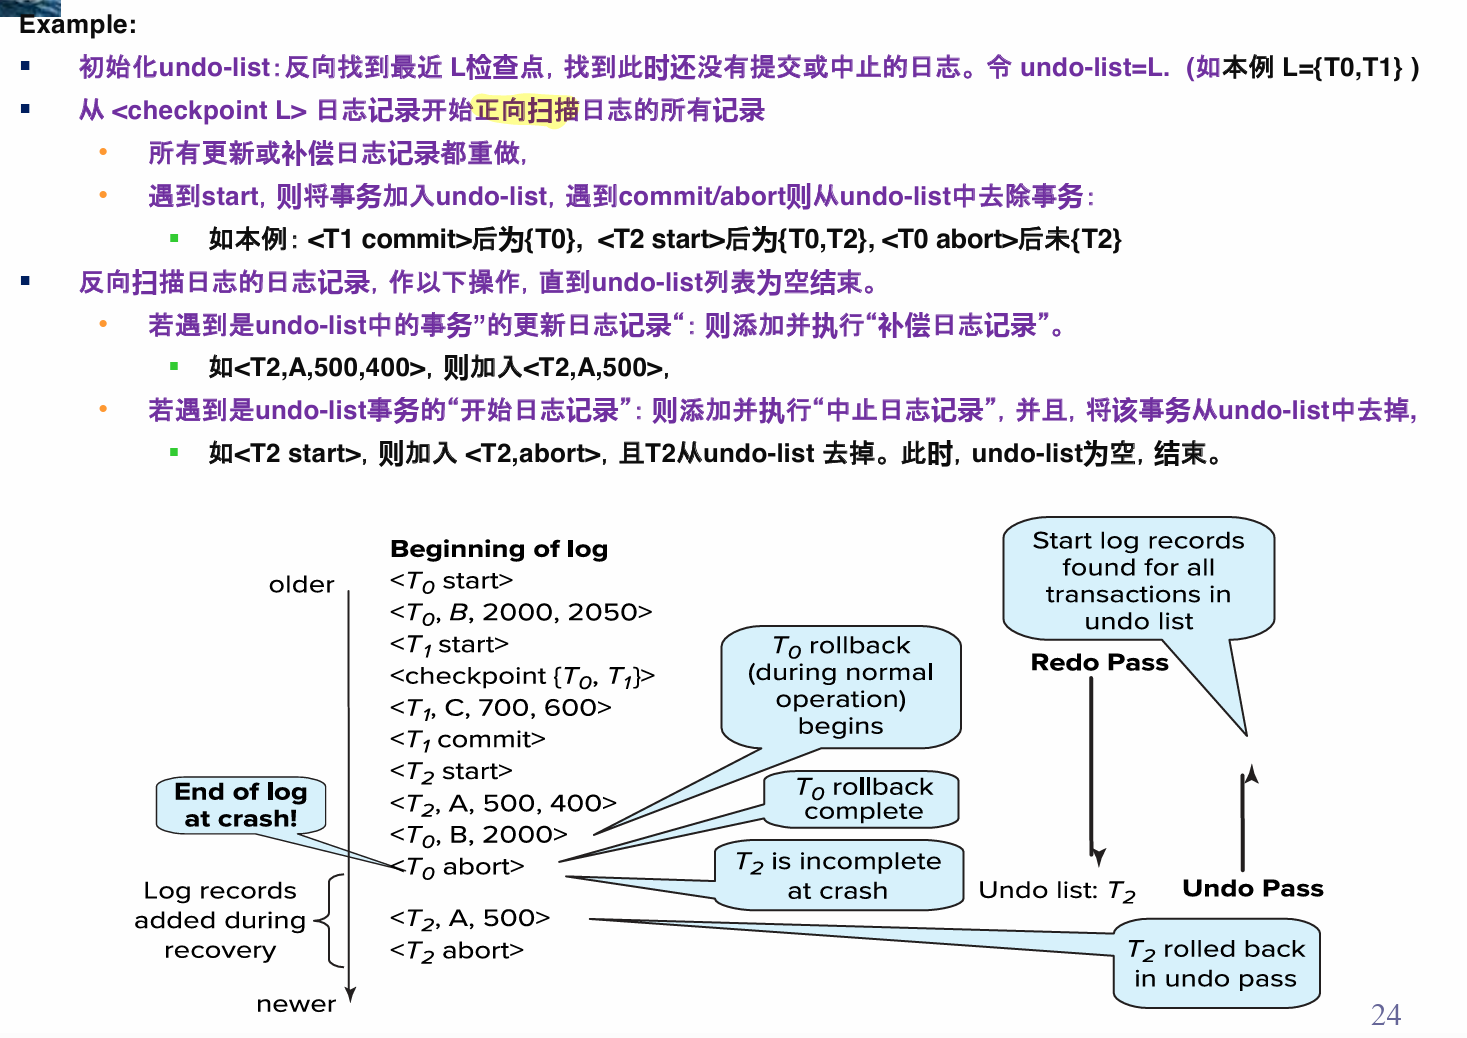 Example:
▪ 初始化undo-list：反向找到最近 L检查点，找到此时还没有提交或中止的日志。令 undo-list=L. (如本例 L={T0,T1} )
▪ 从 <checkpoint L> 日志记录开始正向扫描日志的所有记录
• 所有更新或补偿日志记录都重做，
• 遇到start，则将事务加入undo-list，遇到commit/abort则从undo-list中去除事务：
▪ 如本例：<T1 commit>后为{T0}, <T2 start>后为{T0,T2}, <T0 abort>后未{T2}
▪ 反向扫描日志的日志记录，作以下操作，直到undo-list列表为空结束。
• 若遇到是undo-list中的事务”的更新日志记录“：则添加并执行“补偿日志记录”。
▪ 如<T2,A,500,400>，则加入<T2,A,500>，
• 若遇到是undo-list事务的“开始日志记录”：则添加并执行“中止日志记录”，并且，将该事务从undo-list中去掉，
▪ 如<T2 start>，则加入 <T2,abort>，且T2从undo-list 去掉。此时，undo-list为空，结束。
Beginning of log
older
<T0 start>
<T0, B, 2000, 2050>
<T1 start>
<checkpoint {T0, T1}>
<T1, C, 700, 600>
<T1 commit>
<T2 start>
<T2, A, 500, 400>
<T0, B, 2000>
<T0 abort>
<T2, A, 500>
<T2 abort>
End of log
at crash!
Log records
added during
recovery
newer
T0 rollback
(during normal
operation)
begins
T0 rollback
complete
T2 is incomplete
at crash
Start log records
found for all
transactions in
undo list
Redo Pass
Undo list: T2
Undo Pass
T2 rolled back
in undo pass
24